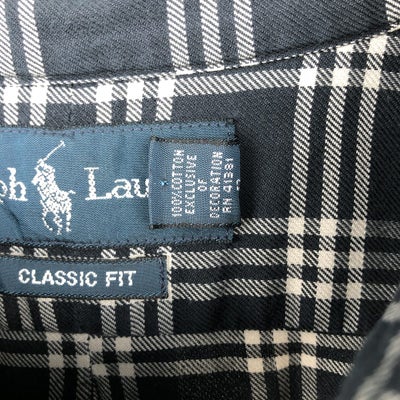 ph Lau
100% COTTON
EXCLUSIVE
OF
DECORATION
RN 41381
CLASSIC FIT